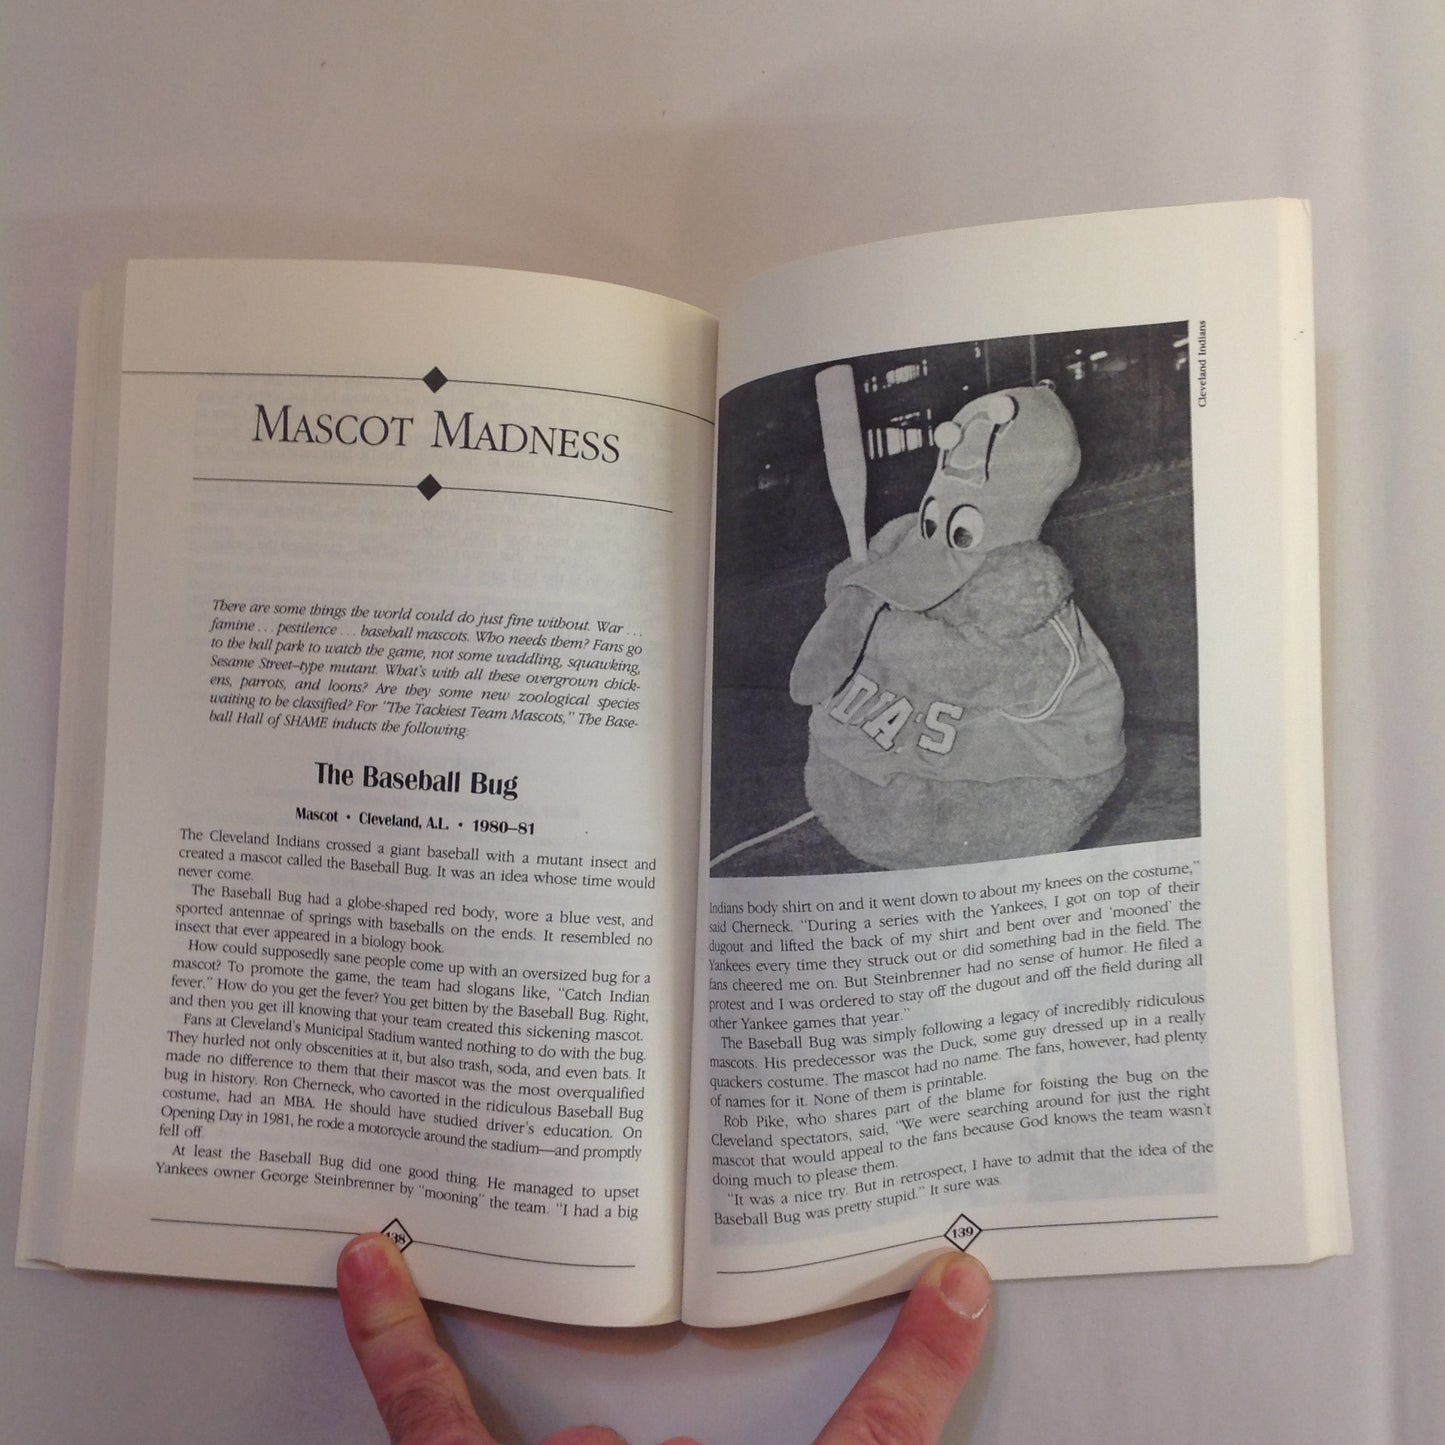 MASCOT MADNESS
There are some things the world could do just fine without. War . . .
famine . . . pestilence . . . baseball mascots. Who needs them? Fans go
to the ball park to watch the game, not some waddling, squawking,
Sesame Street–type mutant. What's with all these overgrown chick-
ens, parrots, and loons? Are they some new zoological species
waiting to be classified? For "The Tackiest Team Mascots," The Base-
ball Hall of SHAME inducts the following:
The Baseball Bug
Mascot • Cleveland, A.L. • 1980–81
The Cleveland Indians crossed a giant baseball with a mutant insect and
created a mascot called the Baseball Bug. It was an idea whose time would
never come.
The Baseball Bug had a globe-shaped red body, wore a blue vest, and
sported antennae of springs with baseballs on the ends. It resembled no
insect that ever appeared in a biology book.
How could supposedly sane people come up with an oversized bug for a
mascot? To promote the game, the team had slogans like, "Catch Indian
fever." How do you get the fever? You get bitten by the Baseball Bug. Right,
and then you get ill knowing that your team created this sickening mascot.
Fans at Cleveland's Municipal Stadium wanted nothing to do with the bug.
They hurled not only obscenities at it, but also trash, soda, and even bats. It
made no difference to them that their mascot was the most overqualified
bug in history. Ron Cherneck, who cavorted in the ridiculous Baseball Bug
costume, had an MBA. He should have studied driver's education. On
Opening Day in 1981, he rode a motorcycle around the stadium—and promptly
fell off.
At least the Baseball Bug did one good thing. He managed to upset
Yankees owner George Steinbrenner by "mooning" the team. "I had a big
138
Cleveland Indians
DIA S
Indians body shirt on and it went down to about my knees on the costume,"
said Cherneck. "During a series with the Yankees, I got on top of their
dugout and lifted the back of my shirt and bent over and 'mooned' the
Yankees every time they struck out or did something bad in the field. The
fans cheered me on. But Steinbrenner had no sense of humor. He filed a
protest and I was ordered to stay off the dugout and off the field during all
other Yankee games that year."
The Baseball Bug was simply following a legacy of incredibly ridiculous
mascots. His predecessor was the Duck, some guy dressed up in a really
quackers costume. The mascot had no name. The fans, however, had plenty
of names for it. None of them is printable.
Rob Pike, who shares part of the blame for foisting the bug on the
Cleveland spectators, said, "We were searching around for just the right
mascot that would appeal to the fans because God knows the team wasn't
doing much to please them.
"It was a nice try. But in retrospect, I have to admit that the idea of the
Baseball Bug was pretty stupid." It sure was.
139